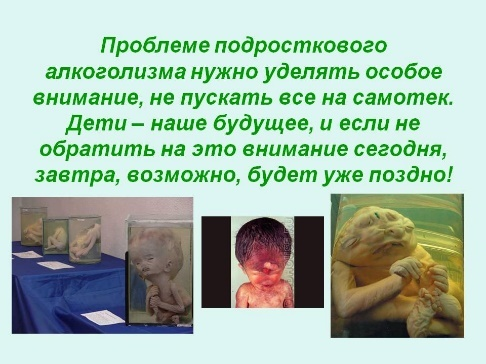 Проблеме подросткового
алкоголизма нужно уделять особое
внимание, не пускать все на самотек.
Дети – наше будущее, и если не
обратить на это внимание сегодня,
завтра, возможно, будет уже поздно!